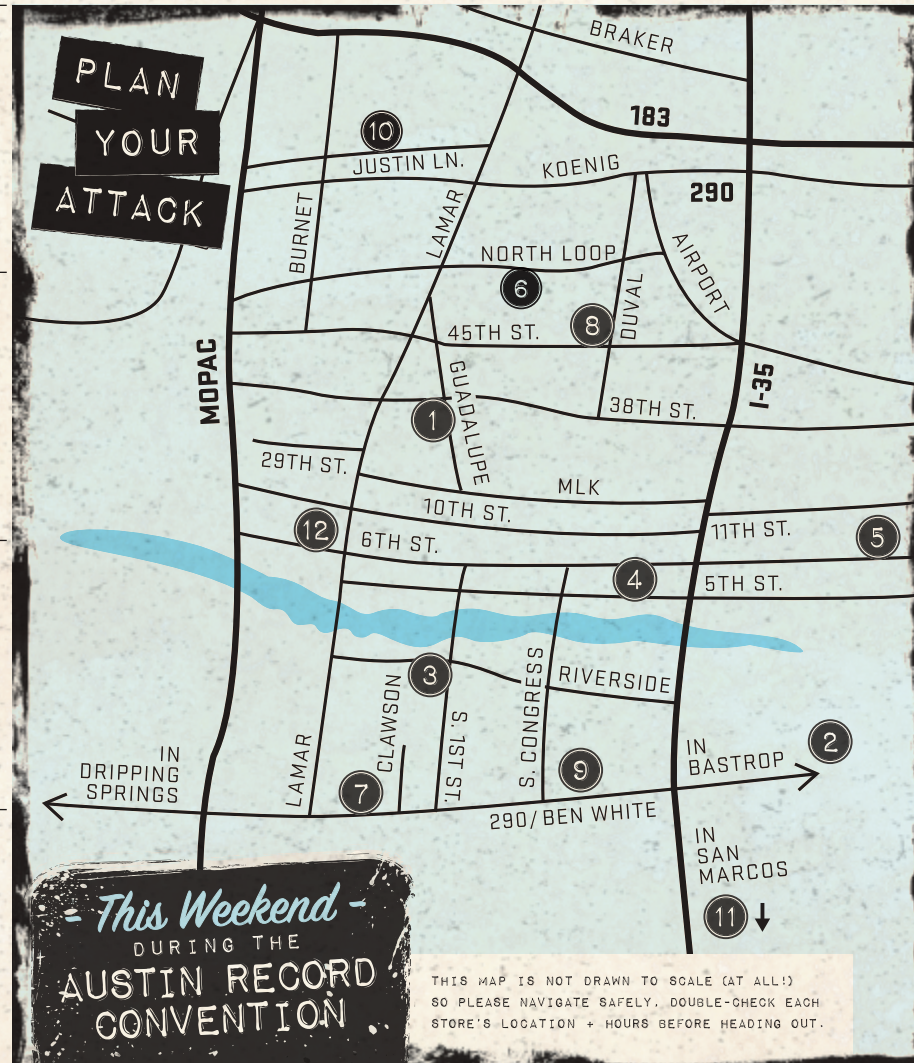 PLAN
YOUR
ATTACK
BRAKER
183
10
JUSTIN LN.
KOENIG
290
BURNET
LAMAR
AIRPORT
NORTH LOOP
6
DUVAL
8
45TH ST.
MOPAC
I-35
GUADALUPE
1
38TH ST.
29TH ST.
MLK
10TH ST.
11TH ST.
12
6TH ST.
5
4
5TH ST.
3
RIVERSIDE
CLAWSON
S. CONGRESS
S. 1ST ST.
LAMAR
7
9
2
IN
BASTROP
IN
DRIPPING
SPRINGS
290/BEN WHITE
IN
SAN
MARCOS
11
- This Weekend -
DURING THE
AUSTIN RECORD
CONVENTION
THIS MAP IS NOT DRAWN TO SCALE (AT ALL!)
SO PLEASE NAVIGATE SAFELY, DOUBLE-CHECK EACH
STORE'S LOCATION + HOURS BEFORE HEADING OUT.